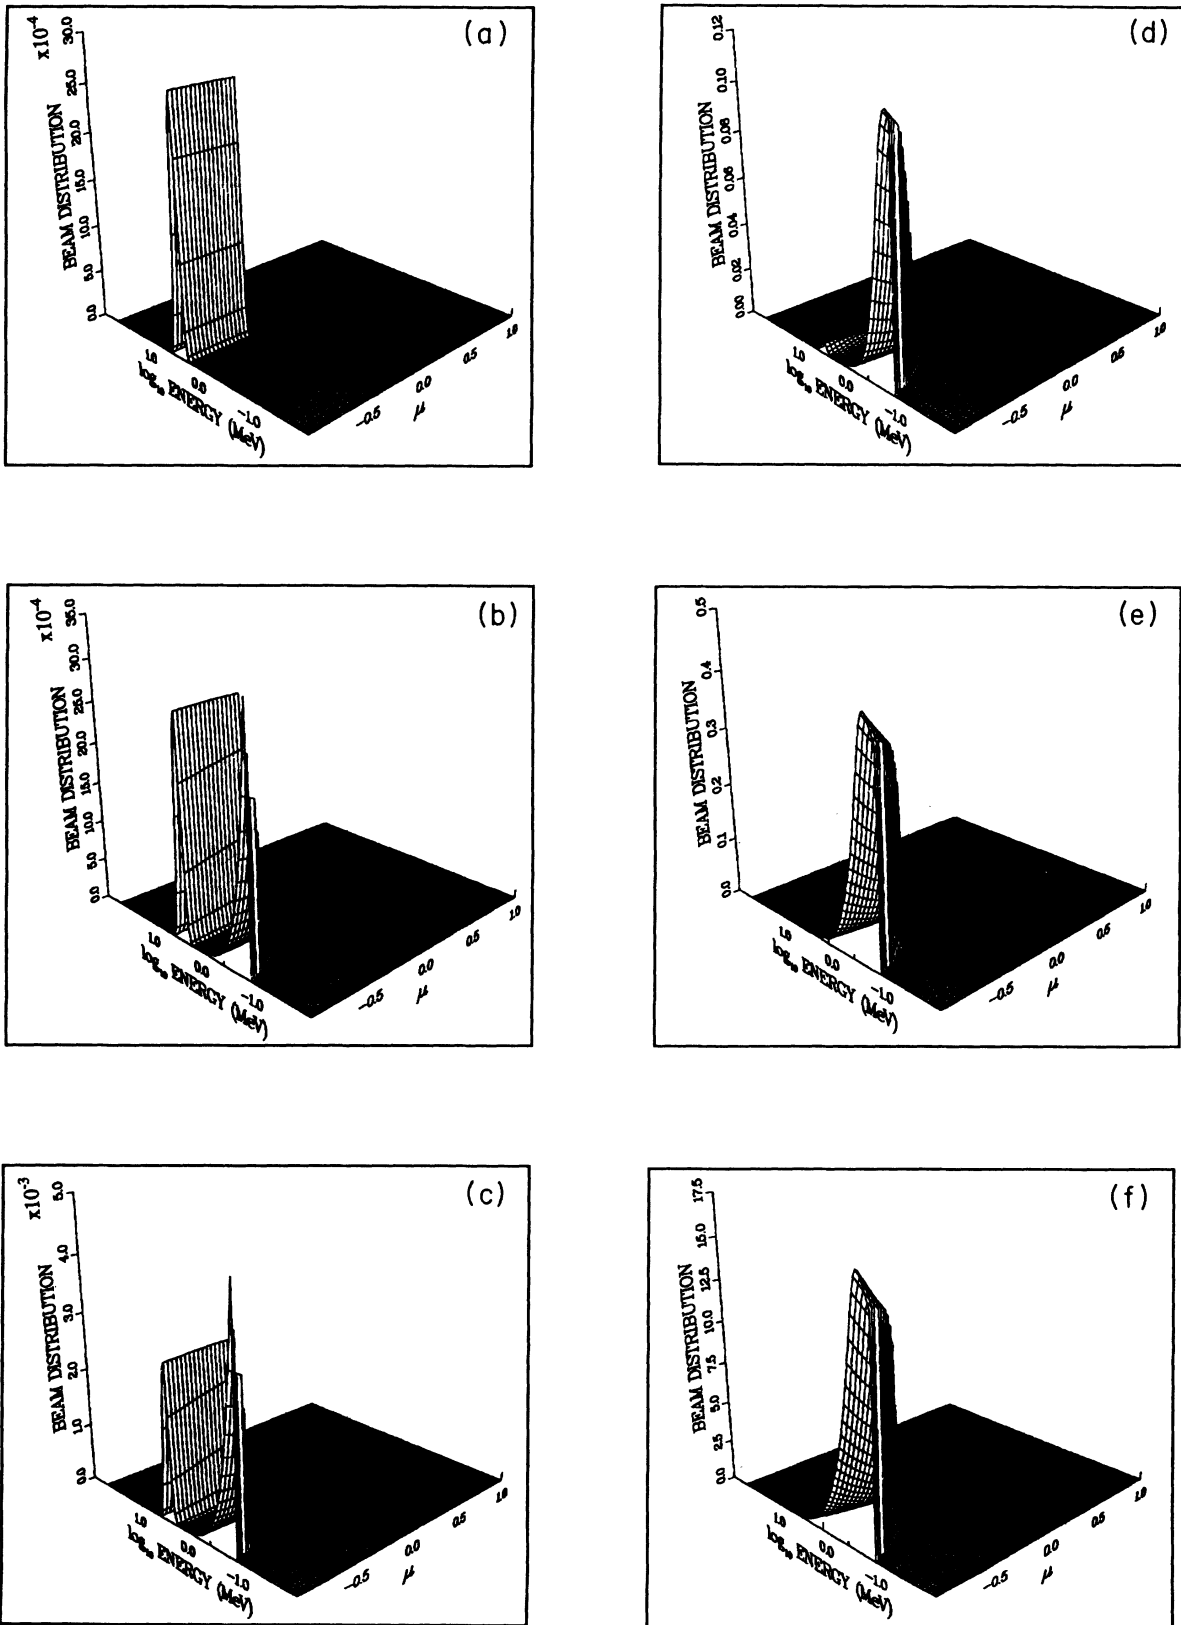 (a)
x10⁻⁴
BEAM DISTRIBUTION
0.0 5.0 10.0 15.0 20.0 25.0 30.0
1.0 0.0 -1.0
log₁₀ ENERGY (MeV)
-0.5 0.0 0.5 1.0
μ
(d)
BEAM DISTRIBUTION
0.00 0.02 0.04 0.06 0.08 0.10 0.12
1.0 0.0 -1.0
log₁₀ ENERGY (MeV)
-0.5 0.0 0.5 1.0
μ
(b)
x10⁻⁴
BEAM DISTRIBUTION
0.0 5.0 10.0 15.0 20.0 25.0 30.0 35.0
1.0 0.0 -1.0
log₁₀ ENERGY (MeV)
-0.5 0.0 0.5 1.0
μ
(e)
BEAM DISTRIBUTION
0.0 0.1 0.2 0.3 0.4 0.5
1.0 0.0 -1.0
log₁₀ ENERGY (MeV)
-0.5 0.0 0.5 1.0
μ
(c)
x10⁻³
BEAM DISTRIBUTION
0.0 1.0 2.0 3.0 4.0 5.0
1.0 0.0 -1.0
log₁₀ ENERGY (MeV)
-0.5 0.0 0.5 1.0
μ
(f)
BEAM DISTRIBUTION
0.0 2.5 5.0 7.5 10.0 12.5 15.0 17.5
1.0 0.0 -1.0
log₁₀ ENERGY (MeV)
-0.5 0.0 0.5 1.0
μ